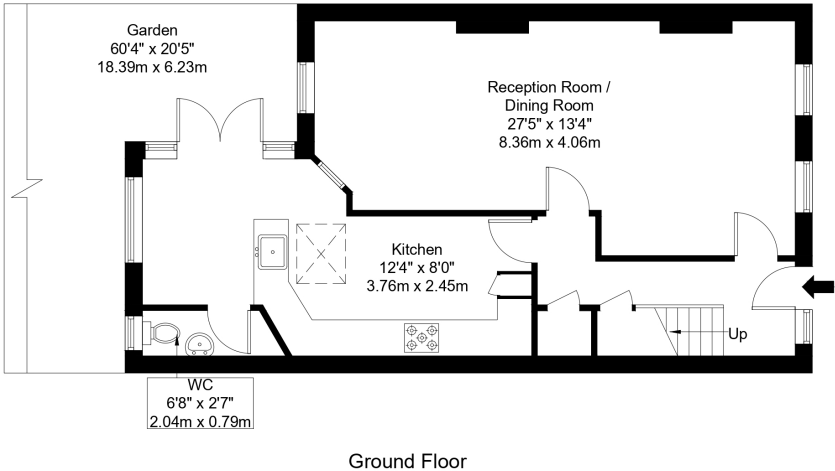 Garden
60'4" x 20'5"
18.39m x 6.23m
Reception Room /
Dining Room
27'5" x 13'4"
8.36m x 4.06m
Kitchen
12'4" x 8'0"
3.76m x 2.45m
Up
WC
6'8" x 2'7"
2.04m x 0.79m
Ground Floor